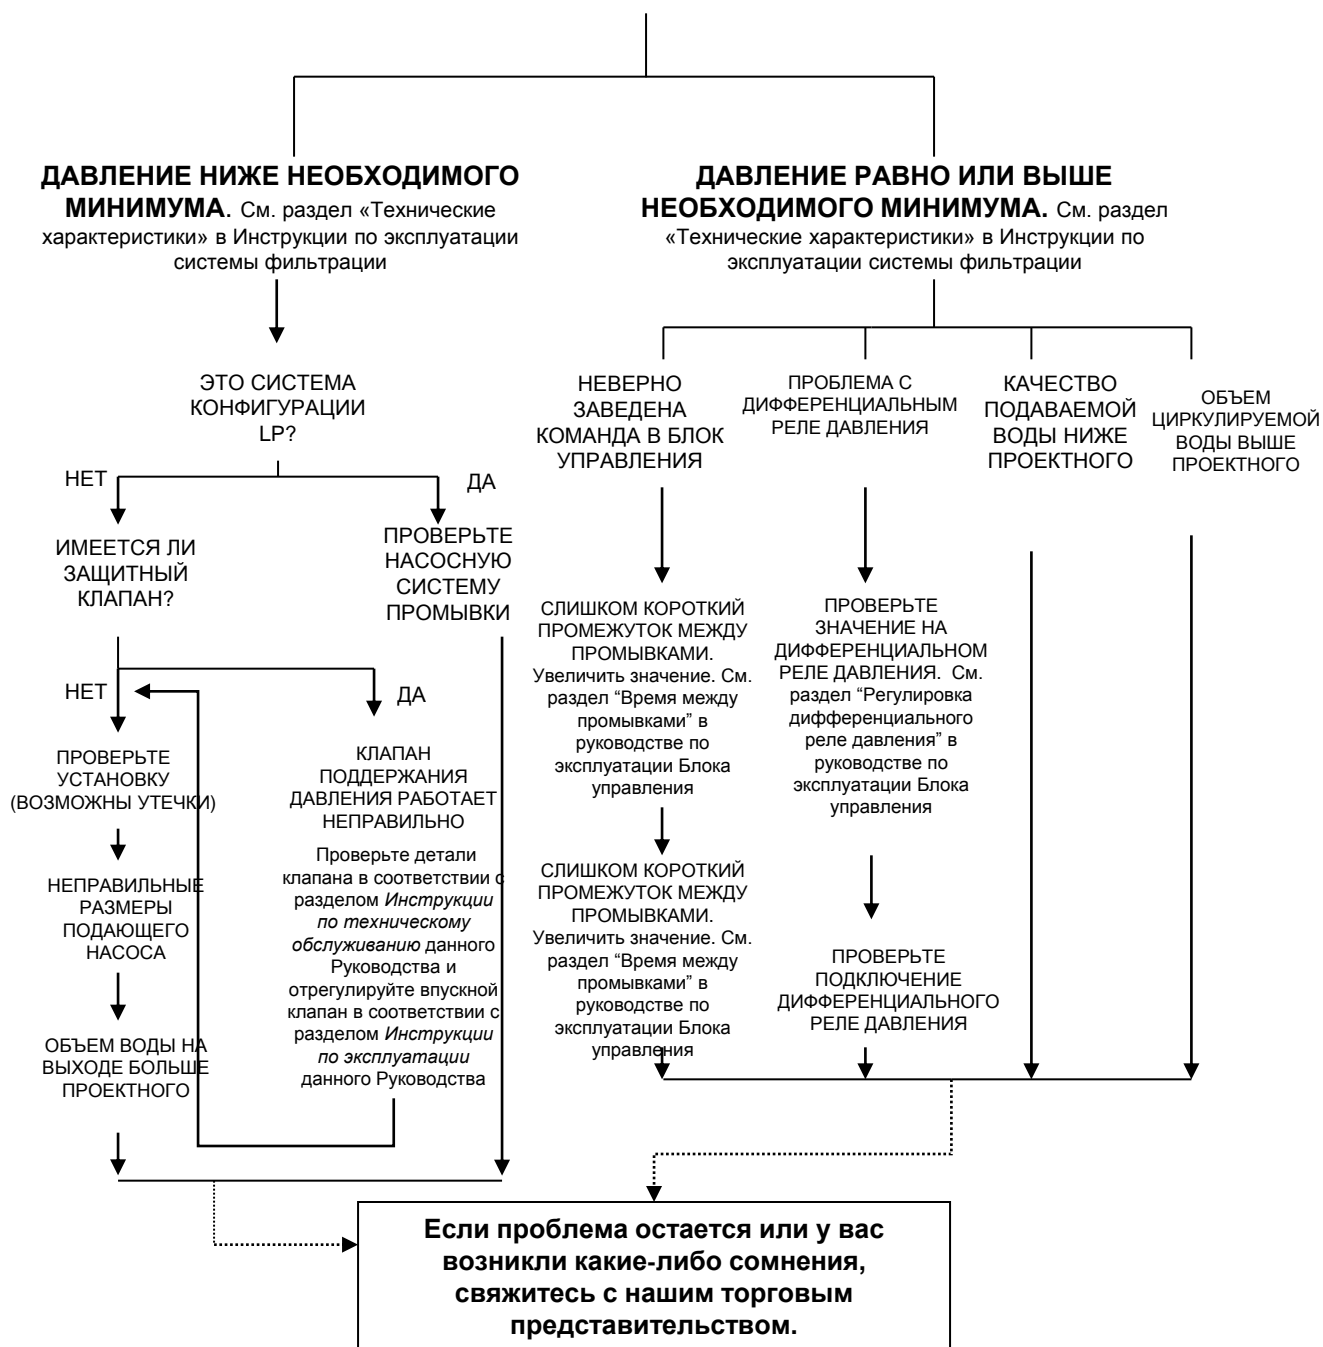 ДАВЛЕНИЕ НИЖЕ НЕОБХОДИМОГО
МИНИМУМА. См. раздел «Технические
характеристики» в Инструкции по эксплуатации
системы фильтрации
ДАВЛЕНИЕ РАВНО ИЛИ ВЫШЕ
НЕОБХОДИМОГО МИНИМУМА. См. раздел
«Технические характеристики» в Инструкции по
эксплуатации системы фильтрации
ЭТО СИСТЕМА
КОНФИГУРАЦИИ
LP?
НЕТ
ДА
ИМЕЕТСЯ ЛИ
ЗАЩИТНЫЙ
КЛАПАН?
ПРОВЕРЬТЕ
НАСОСНУЮ
СИСТЕМУ
ПРОМЫВКИ
НЕТ
ДА
ПРОВЕРЬТЕ
УСТАНОВКУ
(ВОЗМОЖНЫ УТЕЧКИ)
НЕПРАВИЛЬНЫЕ
РАЗМЕРЫ
ПОДАЮЩЕГО
НАСОСА
ОБЪЕМ ВОДЫ НА
ВЫХОДЕ БОЛЬШЕ
ПРОЕКТНОГО
КЛАПАН
ПОДДЕРЖАНИЯ
ДАВЛЕНИЯ РАБОТАЕТ
НЕПРАВИЛЬНО
Проверьте детали
клапана в соответствии с
разделом Инструкции
по техническому
обслуживанию данного
Руководства и
отрегулируйте впускной
клапан в соответствии с
разделом Инструкции
по эксплуатации
данного Руководства
НЕВЕРНО
ЗАВЕДЕНА
КОМАНДА В БЛОК
УПРАВЛЕНИЯ
СЛИШКОМ КОРОТКИЙ
ПРОМЕЖУТОК МЕЖДУ
ПРОМЫВКАМИ.
Увеличить значение. См.
раздел “Время между
промывками” в
руководстве по
эксплуатации Блока
управления
СЛИШКОМ КОРОТКИЙ
ПРОМЕЖУТОК МЕЖДУ
ПРОМЫВКАМИ.
Увеличить значение. См.
раздел “Время между
промывками” в
руководстве по
эксплуатации Блока
управления
ПРОБЛЕМА С
ДИФФЕРЕНЦИАЛЬНЫМ
РЕЛЕ ДАВЛЕНИЯ
ПРОВЕРЬТЕ
ЗНАЧЕНИЕ НА
ДИФФЕРЕНЦИАЛЬНОМ
РЕЛЕ ДАВЛЕНИЯ. См.
раздел “Регулировка
дифференциального
реле давления” в
руководстве по
эксплуатации Блока
управления
ПРОВЕРЬТЕ
ПОДКЛЮЧЕНИЕ
ДИФФЕРЕНЦИАЛЬНОГО
РЕЛЕ ДАВЛЕНИЯ
КАЧЕСТВО
ПОДАВАЕМОЙ
ВОДЫ НИЖЕ
ПРОЕКТНОГО
ОБЪЕМ
ЦИРКУЛИРУЕМОЙ
ВОДЫ ВЫШЕ
ПРОЕКТНОГО
Если проблема остается или у вас
возникли какие-либо сомнения,
свяжитесь с нашим торговым
представительством.